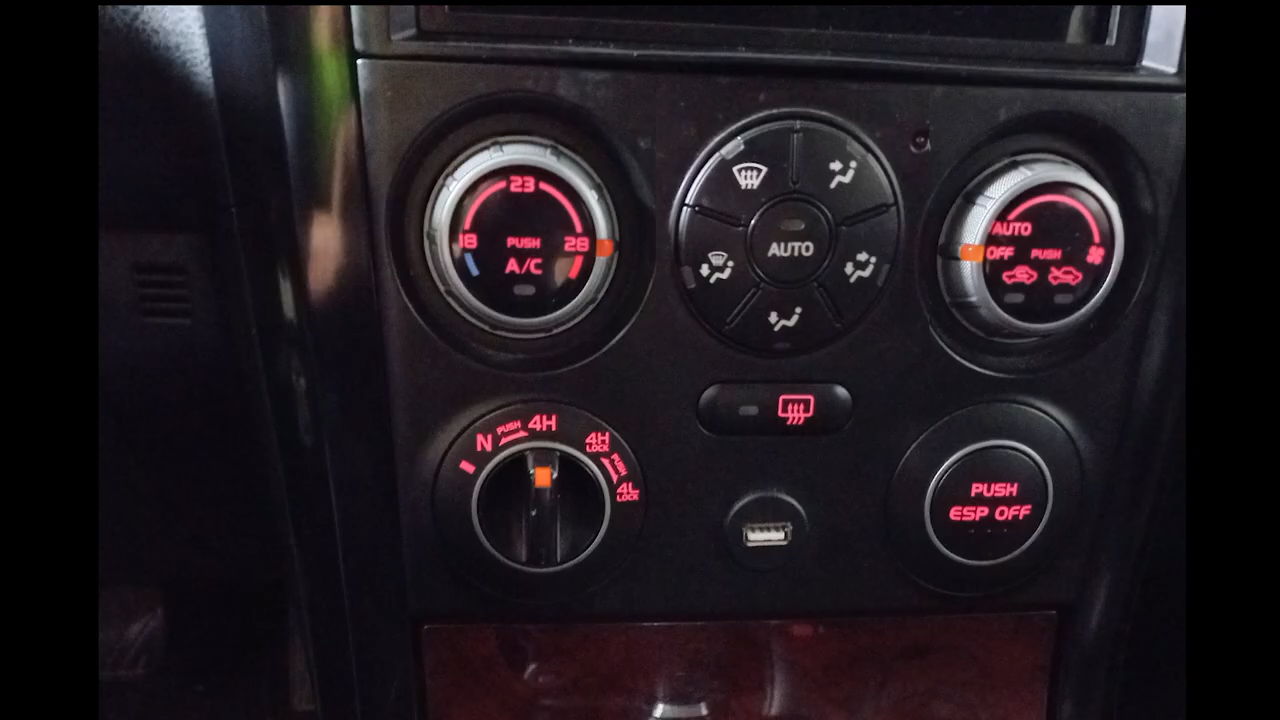 23
18 PUSH 28
A/C
AUTO
AUTO
OFF PUSH
N PUSH 4H
4H
LOCK
PUSH
4L
LOCK
PUSH
ESP OFF